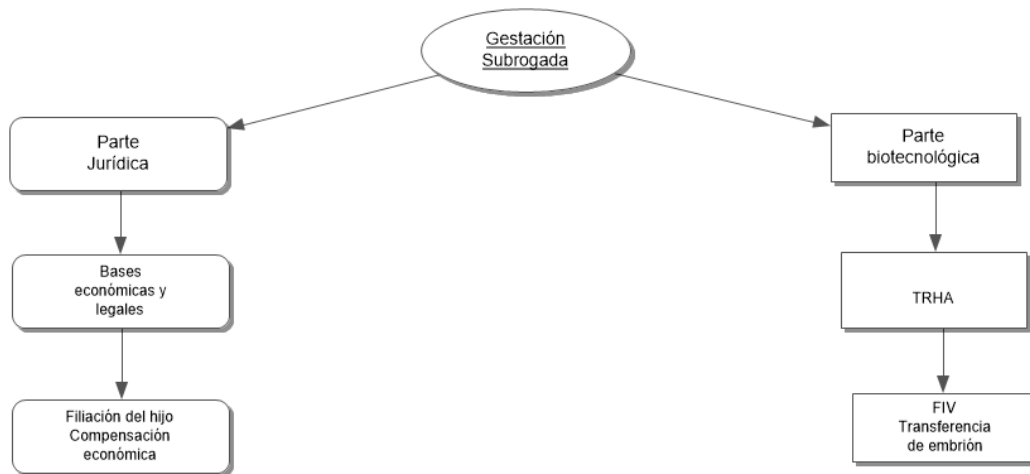 Gestación
Subrogada
Parte
Jurídica
Parte
biotecnológica
Bases
económicas y
legales
TRHA
Filiación del hijo
Compensación
económica
FIV
Transferencia
de embrión